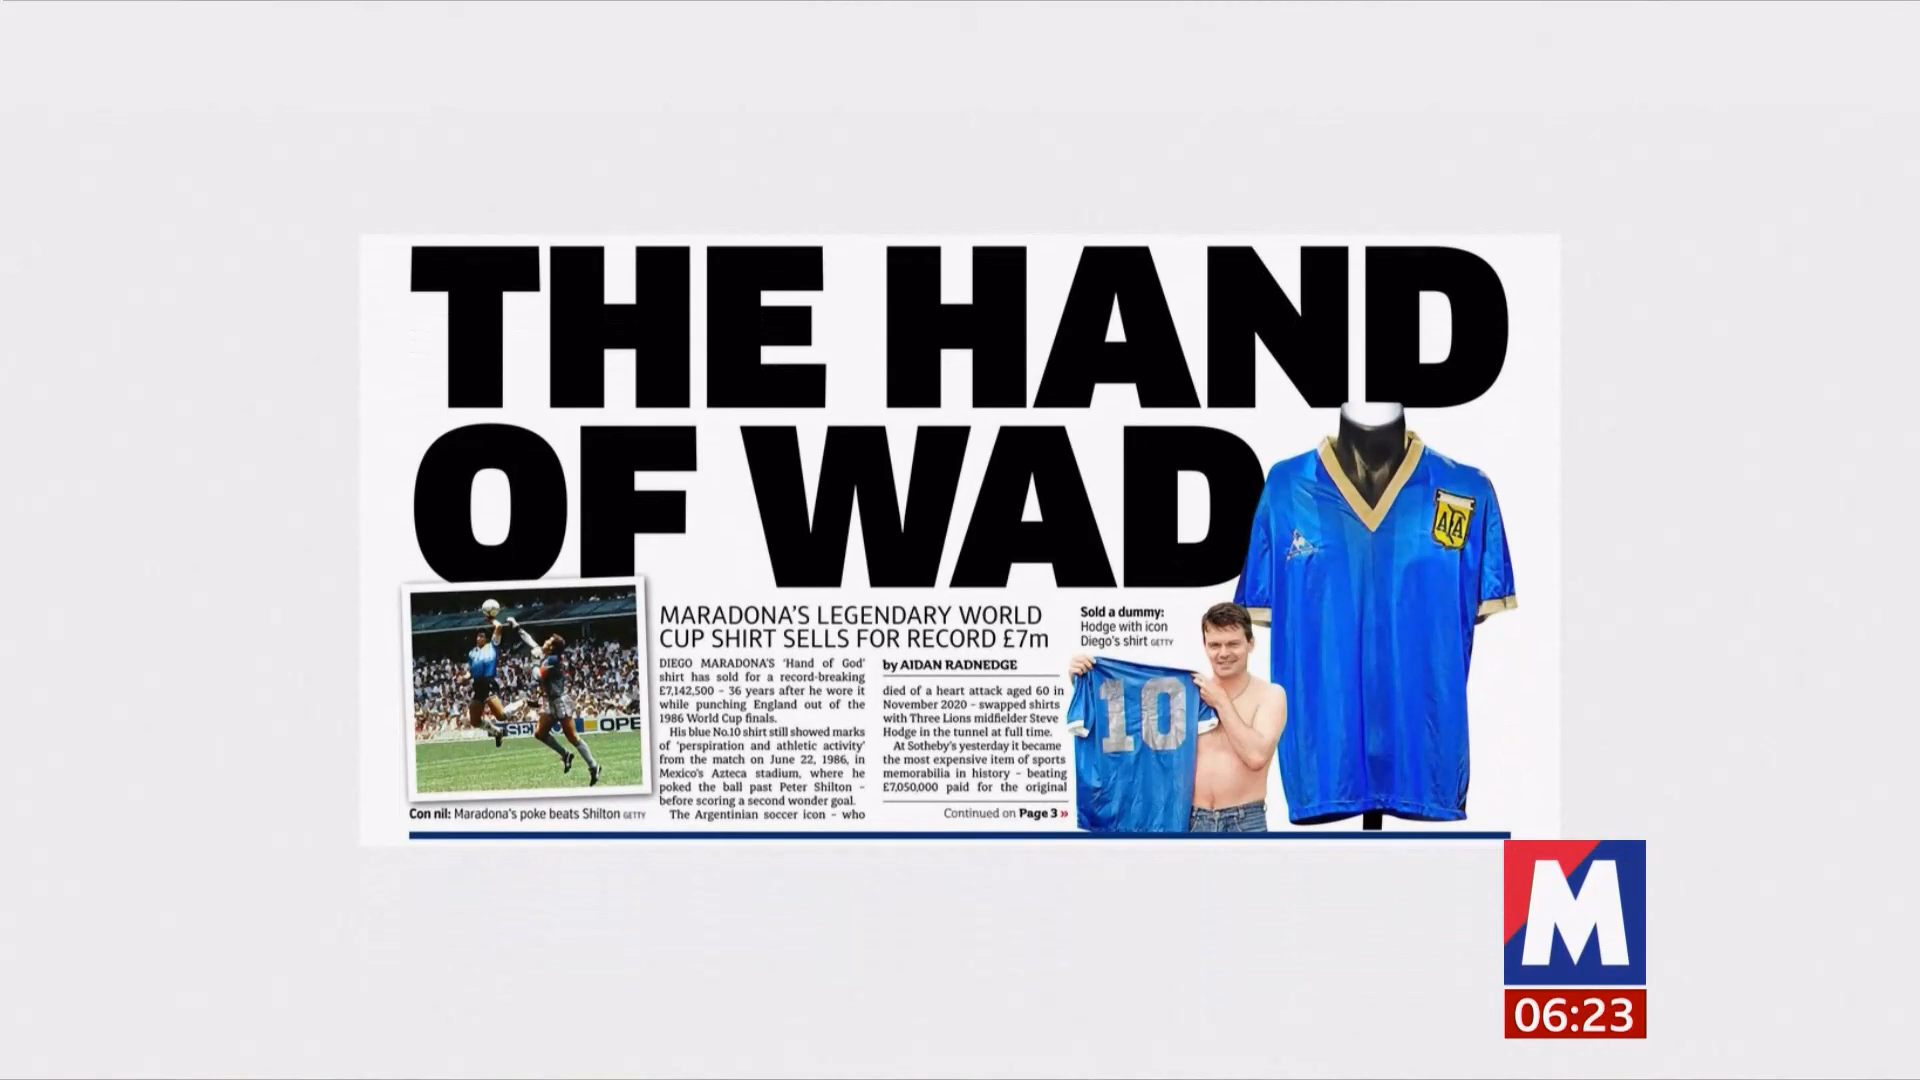 THE HAND
OF WAD
MARADONA'S LEGENDARY WORLD
CUP SHIRT SELLS FOR RECORD £7m
DIEGO MARADONA'S 'Hand of God'
shirt has sold for a record-breaking
£7,142,500 – 36 years after he wore it
while punching England out of the
1986 World Cup finals.
His blue No.10 shirt still showed marks
of 'perspiration and athletic activity'
from the match on June 22, 1986, in
Mexico's Azteca stadium, where he
poked the ball past Peter Shilton –
before scoring a second wonder goal.
The Argentinian soccer icon – who
by AIDAN RADNEDGE
died of a heart attack aged 60 in
November 2020 – swapped shirts
with Three Lions midfielder Steve
Hodge in the tunnel at full time.
At Sotheby's yesterday it became
the most expensive item of sports
memorabilia in history – beating
£7,050,000 paid for the original
Continued on Page 3 »
Sold a dummy:
Hodge with icon
Diego's shirt GETTY
10
AFA
SEIKO OPE
Con nil: Maradona's poke beats Shilton GETTY
M
06:23